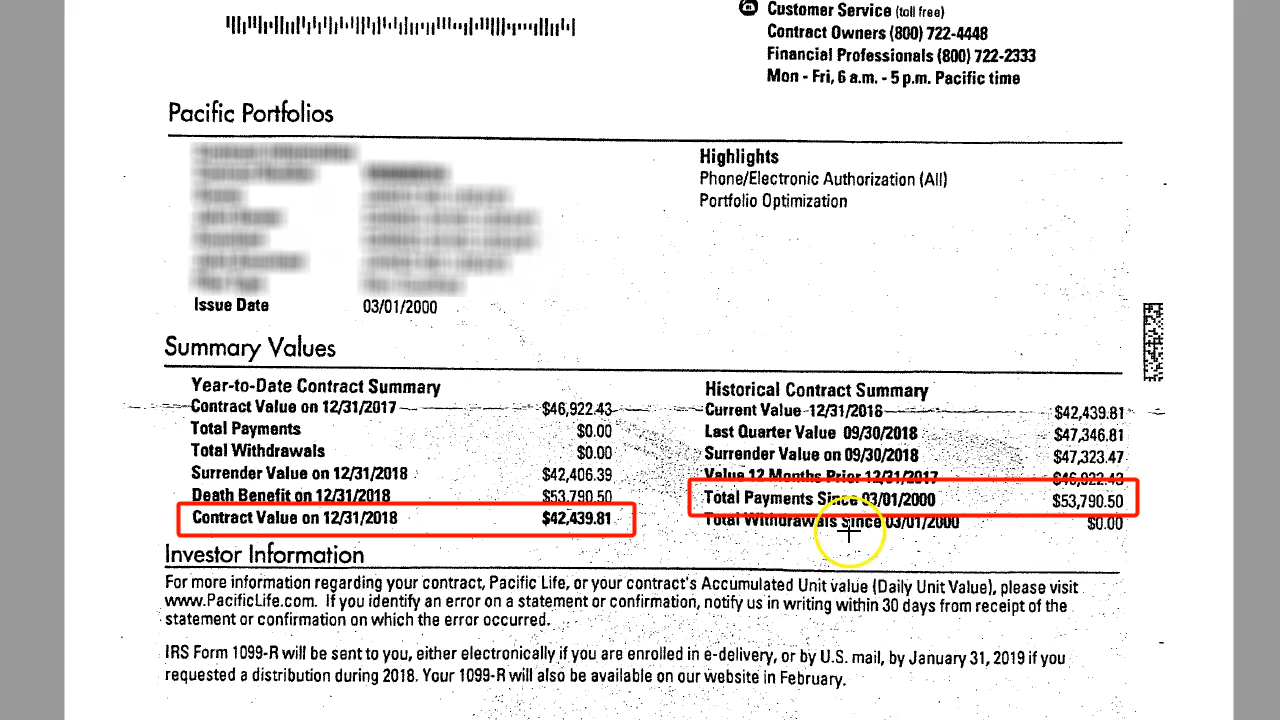 Customer Service (toll free)
Contract Owners (800) 722-4448
Financial Professionals (800) 722-2333
Mon - Fri, 6 a.m. - 5 p.m. Pacific time
Pacific Portfolios
Highlights
Phone/Electronic Authorization (All)
Portfolio Optimization
Issue Date 03/01/2000
Summary Values
Year-to-Date Contract Summary
Contract Value on 12/31/2017 $46,922.43
Total Payments $0.00
Total Withdrawals $0.00
Surrender Value on 12/31/2018 $42,406.39
Death Benefit on 12/31/2018 $53,790.50
Contract Value on 12/31/2018 $42,439.81
Historical Contract Summary
Current Value 12/31/2018 $42,439.81
Last Quarter Value 09/30/2018 $47,346.81
Surrender Value on 09/30/2018 $47,323.47
Value 12 Months Prior 12/31/2017 $46,922.43
Total Payments Since 03/01/2000 $53,790.50
Total Withdrawals Since 03/01/2000 $0.00
Investor Information
For more information regarding your contract, Pacific Life, or your contract's Accumulated Unit value (Daily Unit Value), please visit
www.PacificLife.com. If you identify an error on a statement or confirmation, notify us in writing within 30 days from receipt of the
statement or confirmation on which the error occurred.
IRS Form 1099-R will be sent to you, either electronically if you are enrolled in e-delivery, or by U.S. mail, by January 31, 2019 if you
requested a distribution during 2018. Your 1099-R will also be available on our website in February.